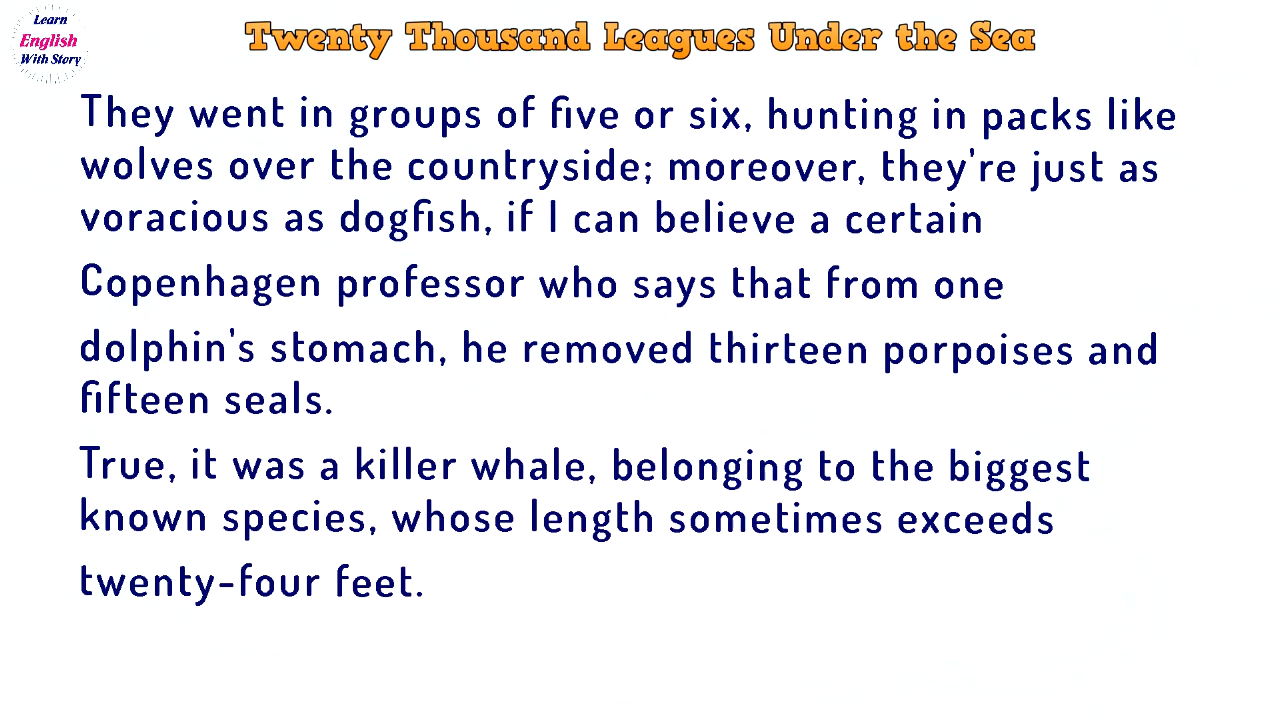 Learn
English
With Story
Twenty Thousand Leagues Under the Sea
They went in groups of five or six, hunting in packs like
wolves over the countryside; moreover, they're just as
voracious as dogfish, if I can believe a certain
Copenhagen professor who says that from one
dolphin's stomach, he removed thirteen porpoises and
fifteen seals.
True, it was a killer whale, belonging to the biggest
known species, whose length sometimes exceeds
twenty-four feet.